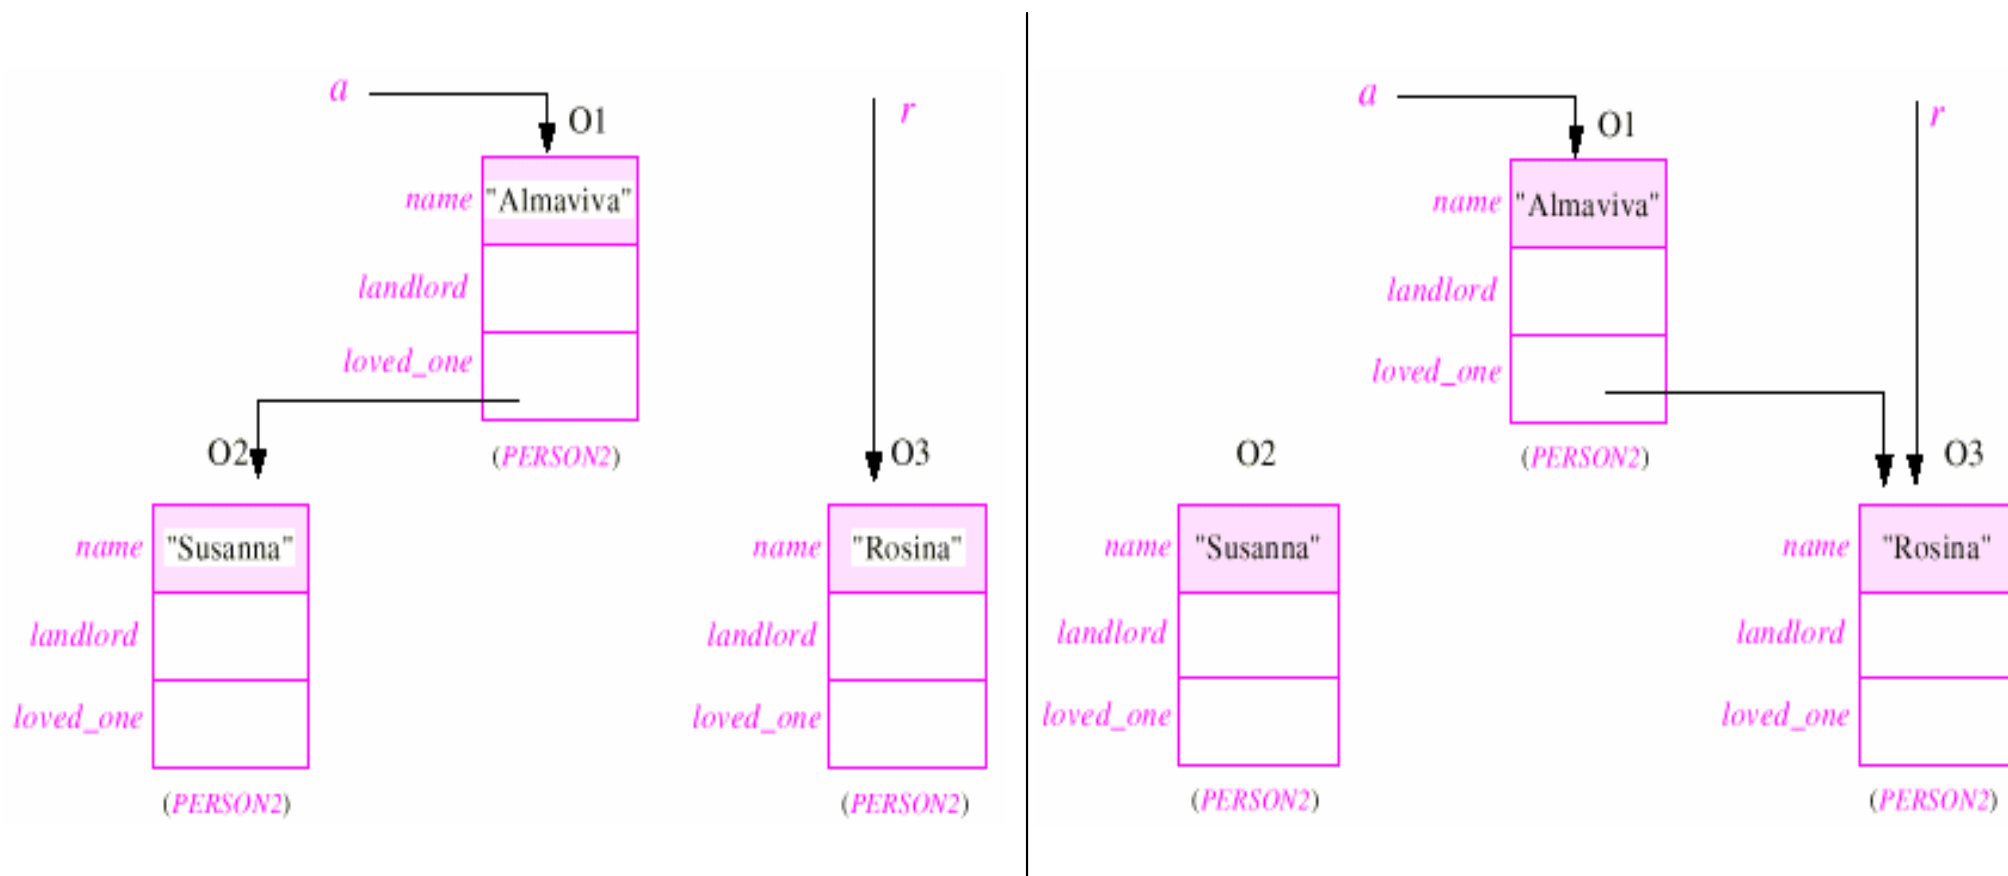 a
O1
r
name "Almaviva"
landlord
loved_one
O2
(PERSON2)
O3
name "Susanna"
name "Rosina"
landlord
landlord
loved_one
loved_one
(PERSON2)
(PERSON2)
a
O1
r
name "Almaviva"
landlord
loved_one
O2
(PERSON2)
O3
name "Susanna"
name "Rosina"
landlord
landlord
loved_one
loved_one
(PERSON2)
(PERSON2)